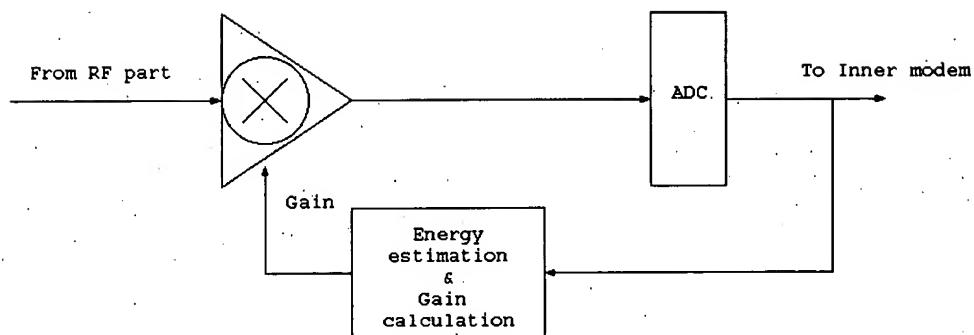 From RF part
To Inner modem
ADC.
Gain
Energy
estimation
&
Gain
calculation